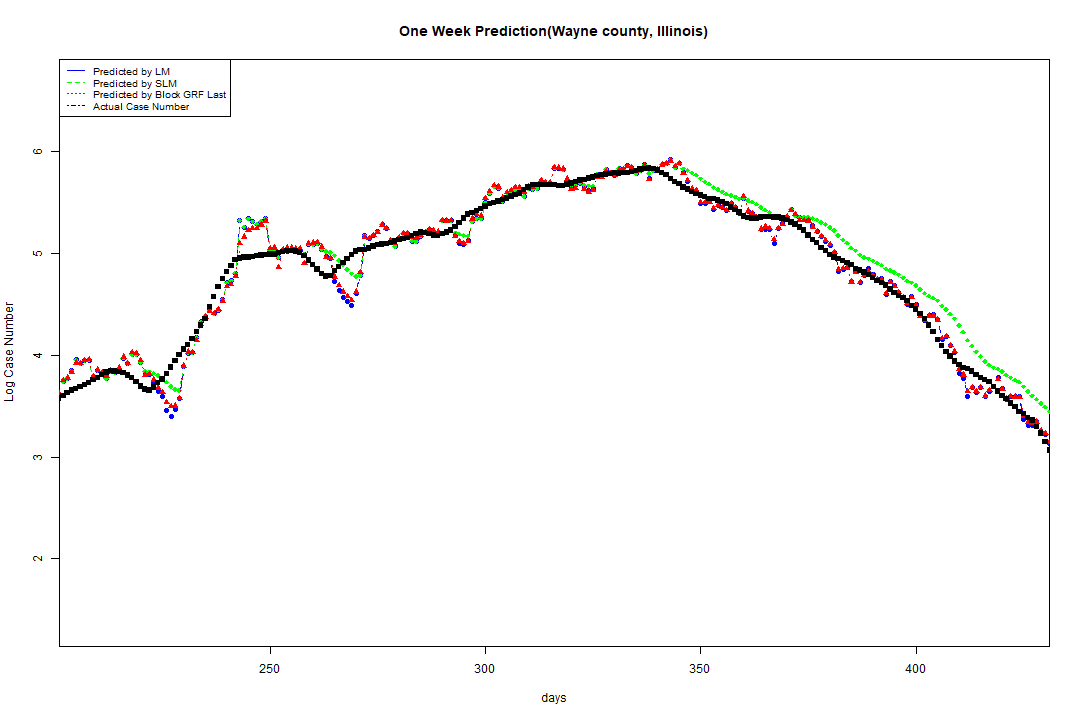 One Week Prediction(Wayne county, Illinois)
Predicted by LM
Predicted by SLM
Predicted by Block GRF Last
Actual Case Number
6
5
4
3
2
Log Case Number
250 300 350 400
days